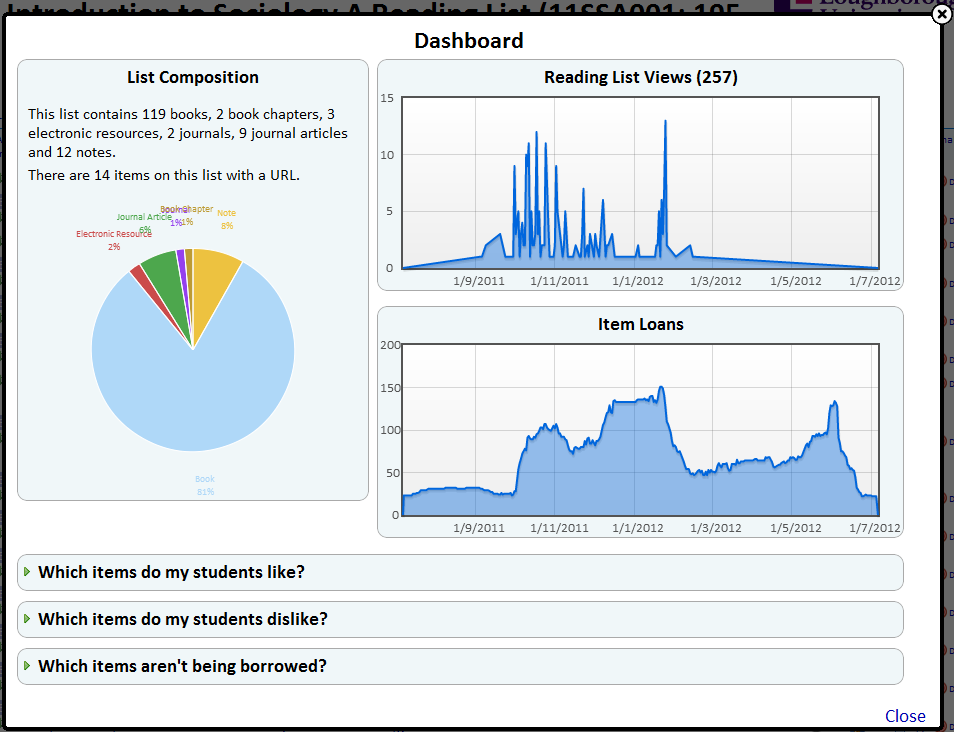 Introduction to Sociology A Reading List (11SSA001; 195
Dashboard
List Composition
This list contains 119 books, 2 book chapters, 3
electronic resources, 2 journals, 9 journal articles
and 12 notes.
There are 14 items on this list with a URL.
Book Chapter
1%
Journal
1%
Note
8%
Journal Article
6%
Electronic Resource
2%
Book
81%
Reading List Views (257)
15
10
5
0
1/9/2011 1/11/2011 1/1/2012 1/3/2012 1/5/2012 1/7/2012
Item Loans
200
150
100
50
0
1/9/2011 1/11/2011 1/1/2012 1/3/2012 1/5/2012 1/7/2012
Which items do my students like?
Which items do my students dislike?
Which items aren't being borrowed?
Close